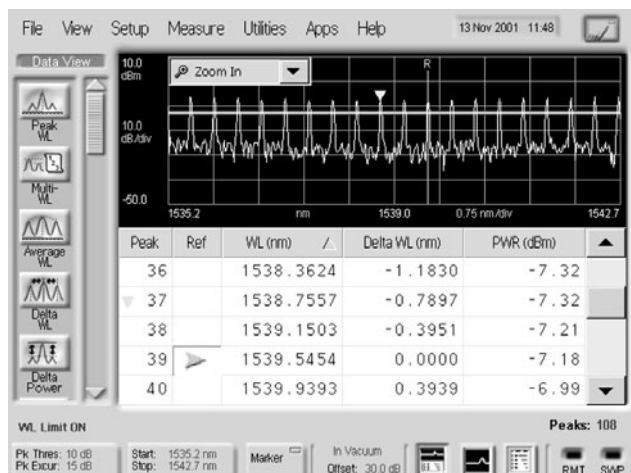 File View Setup Measure Utilities Apps Help 13 Nov 2001 11:48
Data View
Peak WL
Multi-WL
Average WL
Delta WL
Delta Power
10.0 dBm
Zoom In
R
10.0 dB/div
-50.0
1535.2 nm 1539.0 0.75 nm/div 1542.7
Peak Ref WL (nm) Delta WL (nm) PWR (dBm)
36 1538.3624 -1.1830 -7.32
37 1538.7557 -0.7897 -7.32
38 1539.1503 -0.3951 -7.21
39 1539.5454 0.0000 -7.18
40 1539.9393 0.3939 -6.99
WL Limit ON Peaks: 108
Pk Thres: 10 dB
Pk Excur: 15 dB
Start: 1535.2 nm
Stop: 1542.7 nm
Marker
In Vacuum
Offset: 30.0 dB
RMT SWP